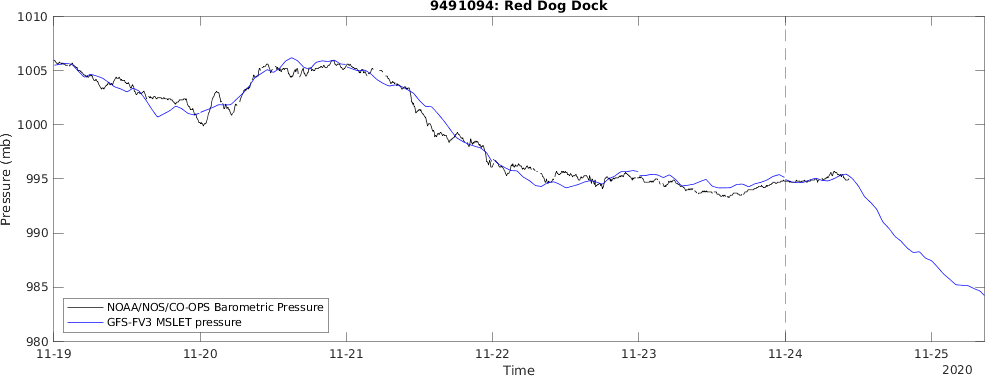 9491094: Red Dog Dock
1010
1005
1000
995
990
985
980
Pressure (mb)
NOAA/NOS/CO-OPS Barometric Pressure
GFS-FV3 MSLET pressure
11-19 11-20 11-21 11-22 11-23 11-24 11-25
Time
2020